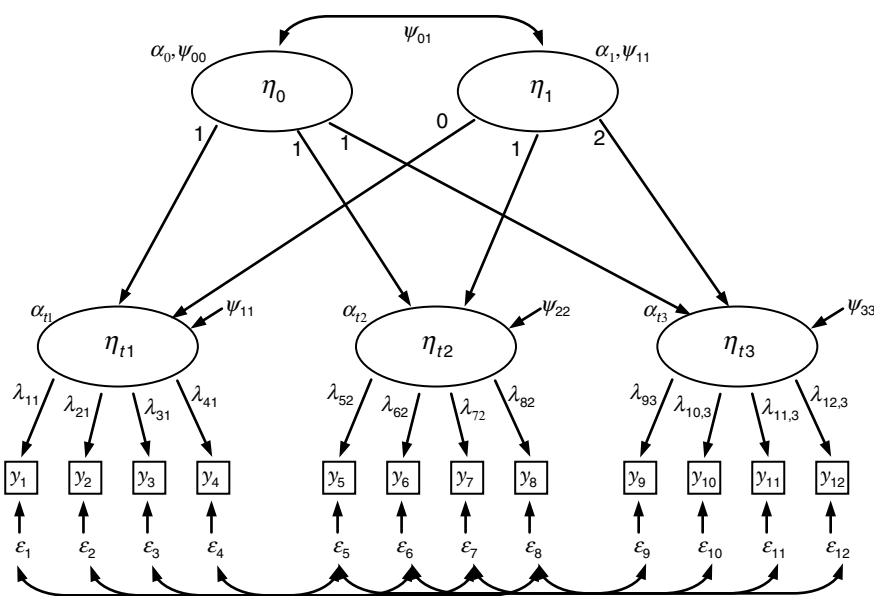 ψ01
α0,ψ00 α1,ψ11
η0 η1
1 1 1 0 1 2
αt1 ψ11 αt2 ψ22 αt3 ψ33
ηt1 ηt2 ηt3
λ11 λ21 λ31 λ41 λ52 λ62 λ72 λ82 λ93 λ10,3 λ11,3 λ12,3
y1 y2 y3 y4 y5 y6 y7 y8 y9 y10 y11 y12
ε1 ε2 ε3 ε4 ε5 ε6 ε7 ε8 ε9 ε10 ε11 ε12